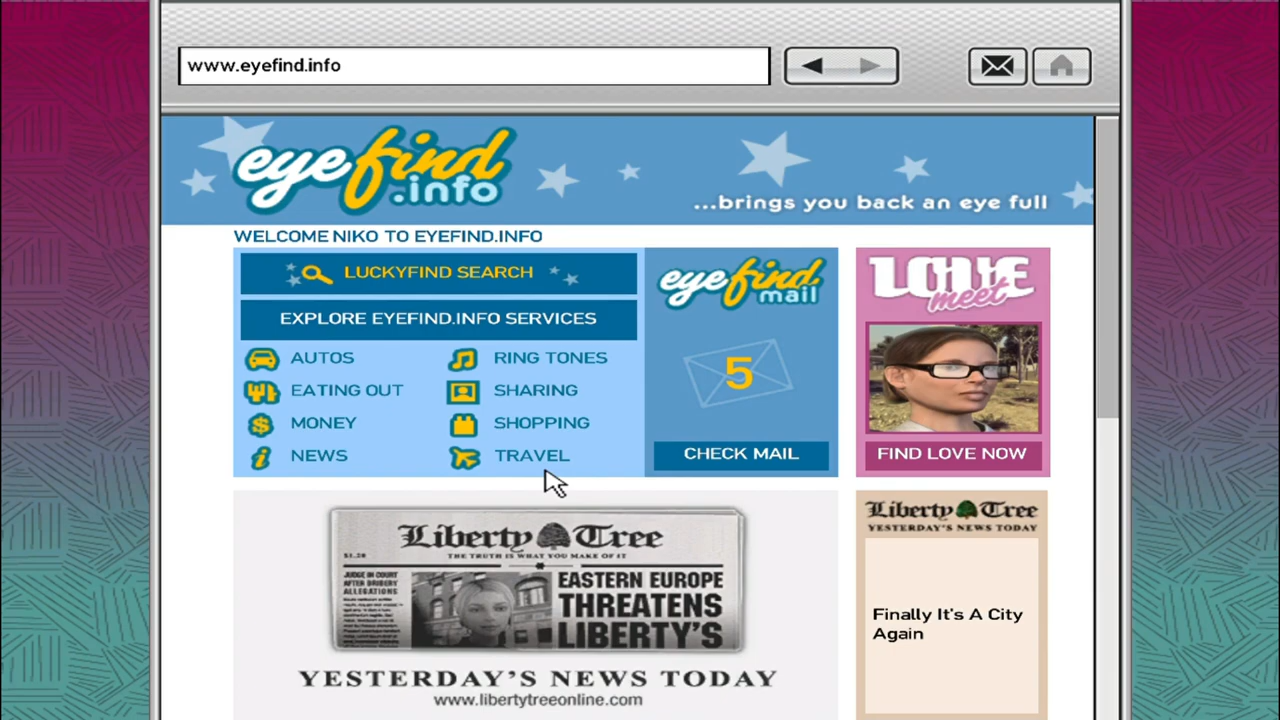 www.eyefind.info
eyefind
.info
...brings you back an eye full
WELCOME NIKO TO EYEFIND.INFO
LUCKYFIND SEARCH
EXPLORE EYEFIND.INFO SERVICES
AUTOS
RING TONES
EATING OUT
SHARING
MONEY
SHOPPING
NEWS
TRAVEL
eyefind
mail
5
CHECK MAIL
LOVE
meet
FIND LOVE NOW
Liberty Tree
THE TRUTH IS WHAT YOU MAKE OF IT
JUDGE IN COURT
AFTER BRIBERY
ALLEGATIONS
EASTERN EUROPE
THREATENS
LIBERTY'S
YESTERDAY'S NEWS TODAY
www.libertytreeonline.com
Liberty Tree
YESTERDAY'S NEWS TODAY
Finally It's A City
Again